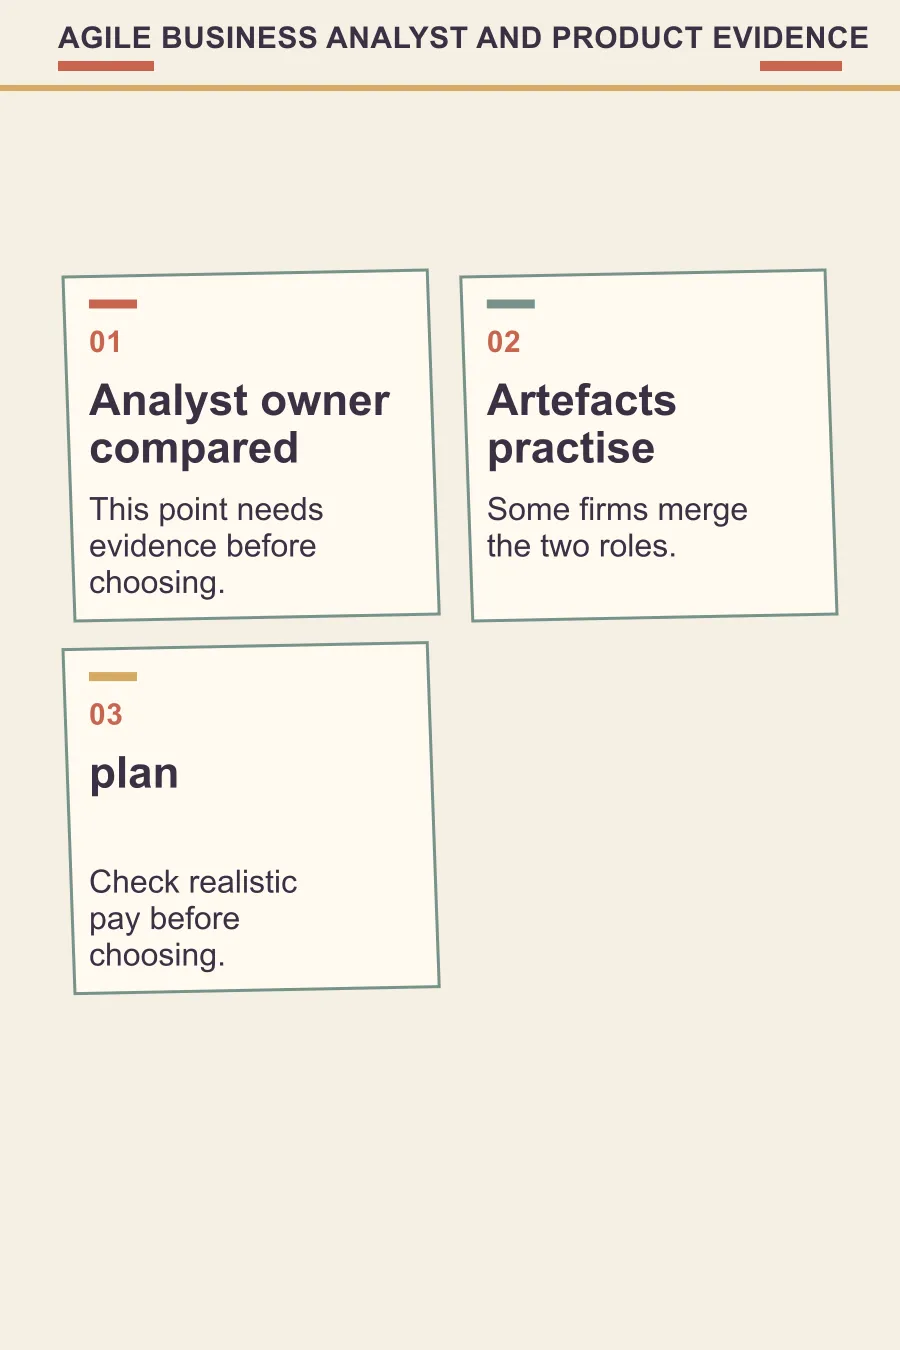 AGILE BUSINESS ANALYST AND PRODUCT EVIDENCE
01
Analyst owner
compared
This point needs
evidence before
choosing.
02
Artefacts
practise
Some firms merge
the two roles.
03
plan
Check realistic
pay before
choosing.